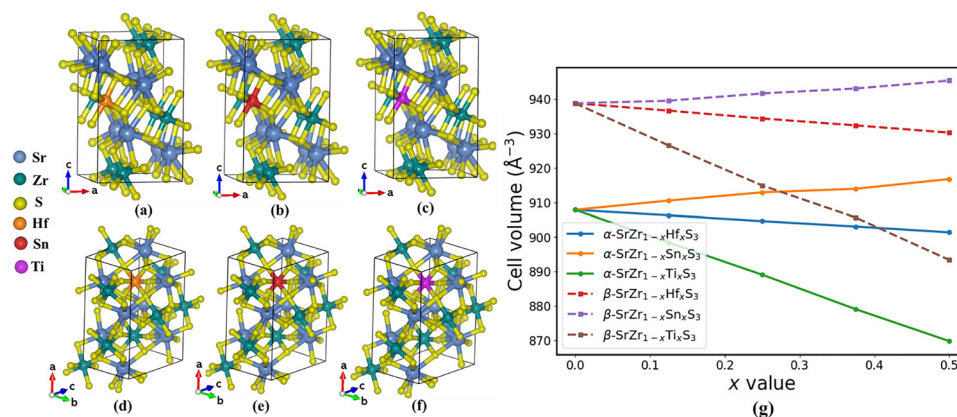 Sr
Zr
S
Hf
Sn
Ti
c
a
(a)
c
a
(b)
c
a
(c)
a
c
b
(d)
a
c
b
(e)
a
c
b
(f)
Cell volume (Å⁻³)
940
930
920
910
900
890
880
870
α-SrZr₁₋ₓHfₓS₃
α-SrZr₁₋ₓSnₓS₃
α-SrZr₁₋ₓTiₓS₃
β-SrZr₁₋ₓHfₓS₃
β-SrZr₁₋ₓSnₓS₃
β-SrZr₁₋ₓTiₓS₃
0.0 0.1 0.2 0.3 0.4 0.5
x value
(g)